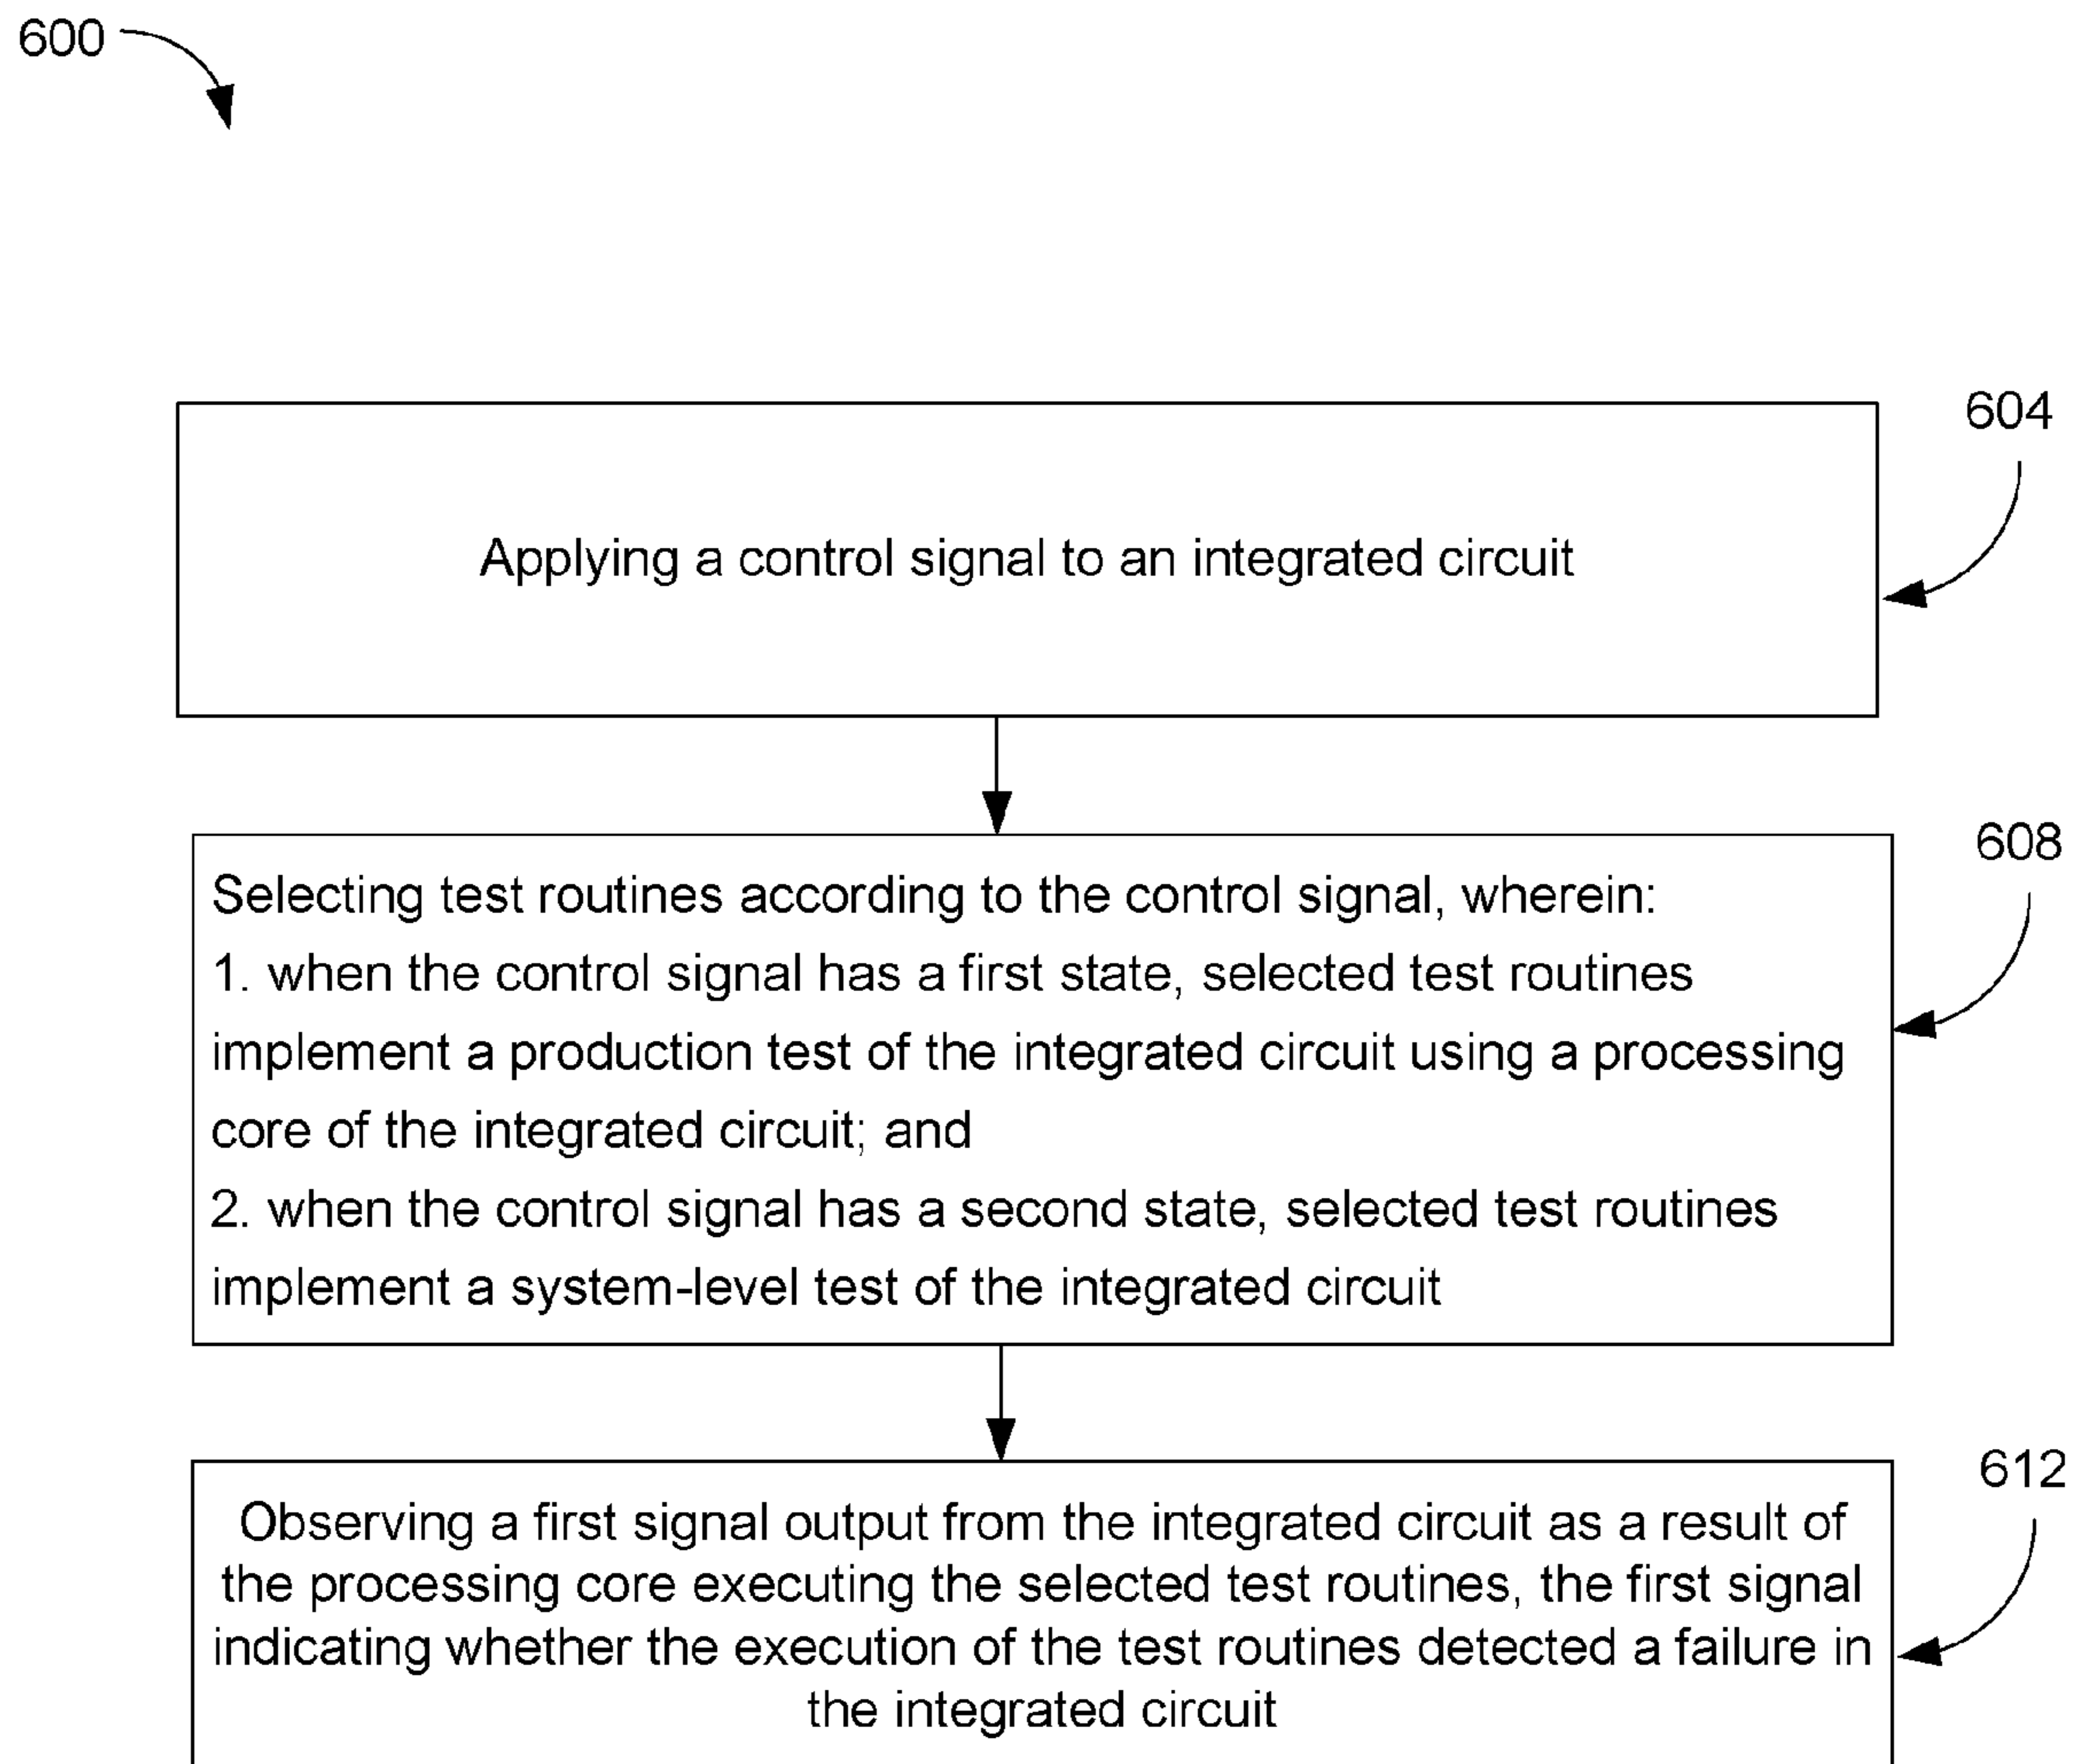 600
604
Applying a control signal to an integrated circuit
608
Selecting test routines according to the control signal, wherein:
1. when the control signal has a first state, selected test routines
implement a production test of the integrated circuit using a processing
core of the integrated circuit; and
2. when the control signal has a second state, selected test routines
implement a system-level test of the integrated circuit
612
Observing a first signal output from the integrated circuit as a result of
the processing core executing the selected test routines, the first signal
indicating whether the execution of the test routines detected a failure in
the integrated circuit